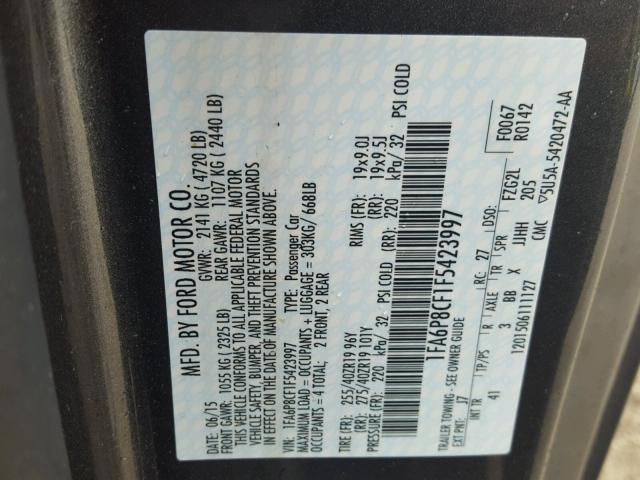 MFD. BY FORD MOTOR CO.
DATE: 06/15 GVWR: 2141 KG ( 4720 LB)
FRONT GAWR: 1055 KG ( 2325 LB) REAR GAWR: 1107 KG ( 2440 LB)
THIS VEHICLE CONFORMS TO ALL APPLICABLE FEDERAL MOTOR
VEHICLE SAFETY, BUMPER, AND THEFT PREVENTION STANDARDS
IN EFFECT ON THE DATE OF MANUFACTURE SHOWN ABOVE.
VIN: 1FA6P8CF1F5423997 TYPE: Passenger Car
MAXIMUM LOAD = OCCUPANTS + LUGGAGE = 303KG/ 668LB
OCCUPANTS = 4 TOTAL: 2 FRONT, 2 REAR
TIRE (FR): 255/40ZR19 96Y RIMS (FR): 19x9.0J
(RR): 275/40ZR19 101Y (RR): 19x9.5J
PRESSURE (FR): 220 kPa/ 32 (RR): 220 kPa/ 32 PSI COLD
1FA6P8CF1F5423997
TRAILER TOWING - SEE OWNER GUIDE
EXT PNT: J7 RC: 27 DSO: F0067
INT TR TP/PS R AXLE TR SPR FZG2L R0142
41 3 BB X JJHH 205
1201506111127 CMC 5U5A-5420472-AA